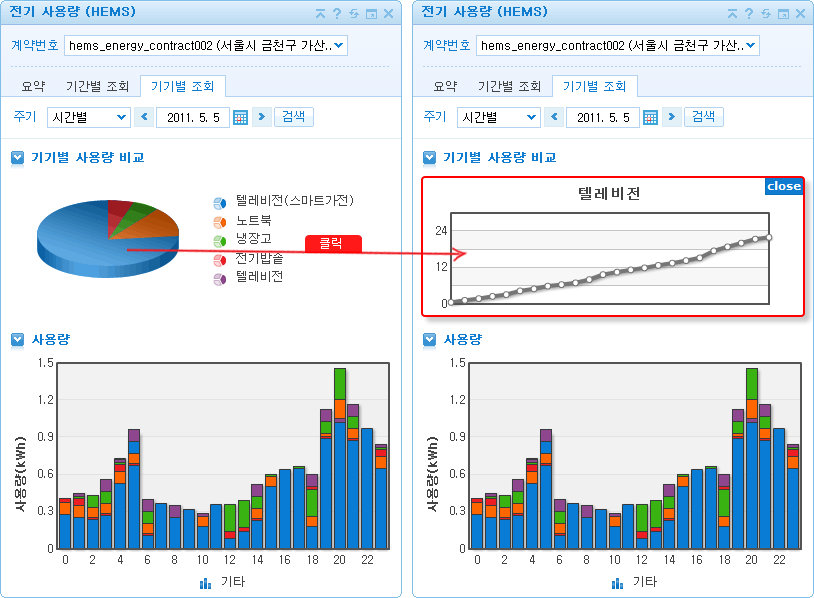 전기 사용량 (HEMS)
계약번호 hems_energy_contract002 (서울시 금천구 가산..
요약 기간별 조회 기기별 조회
주기 시간별 2011. 5. 5 검색
기기별 사용량 비교
텔레비전(스마트가전)
노트북
냉장고
전기밥솥
텔레비전
클릭
사용량
사용량(kWh)
1.5
1.2
0.9
0.6
0.3
0
0 2 4 6 8 10 12 14 16 18 20 22
기타
전기 사용량 (HEMS)
계약번호 hems_energy_contract002 (서울시 금천구 가산..
요약 기간별 조회 기기별 조회
주기 시간별 2011. 5. 5 검색
기기별 사용량 비교
close
텔레비전
24
12
0
사용량
사용량(kWh)
1.5
1.2
0.9
0.6
0.3
0
0 2 4 6 8 10 12 14 16 18 20 22
기타